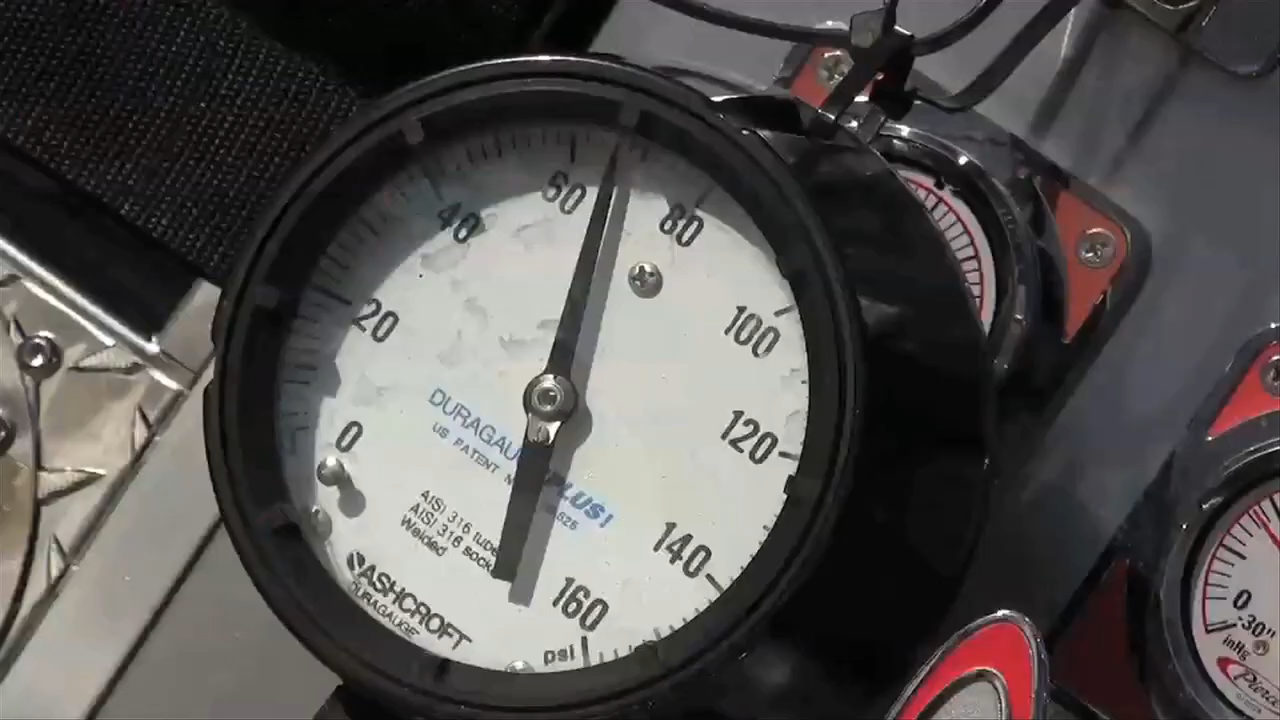 0
20
40
60
80
100
120
140
160
psi
DURAGAU PLUS!
US PATENT
AISI 316 tube
AISI 316 sock
Welded
ASHCROFT
DURAGAUGE
0
-30"
inHg